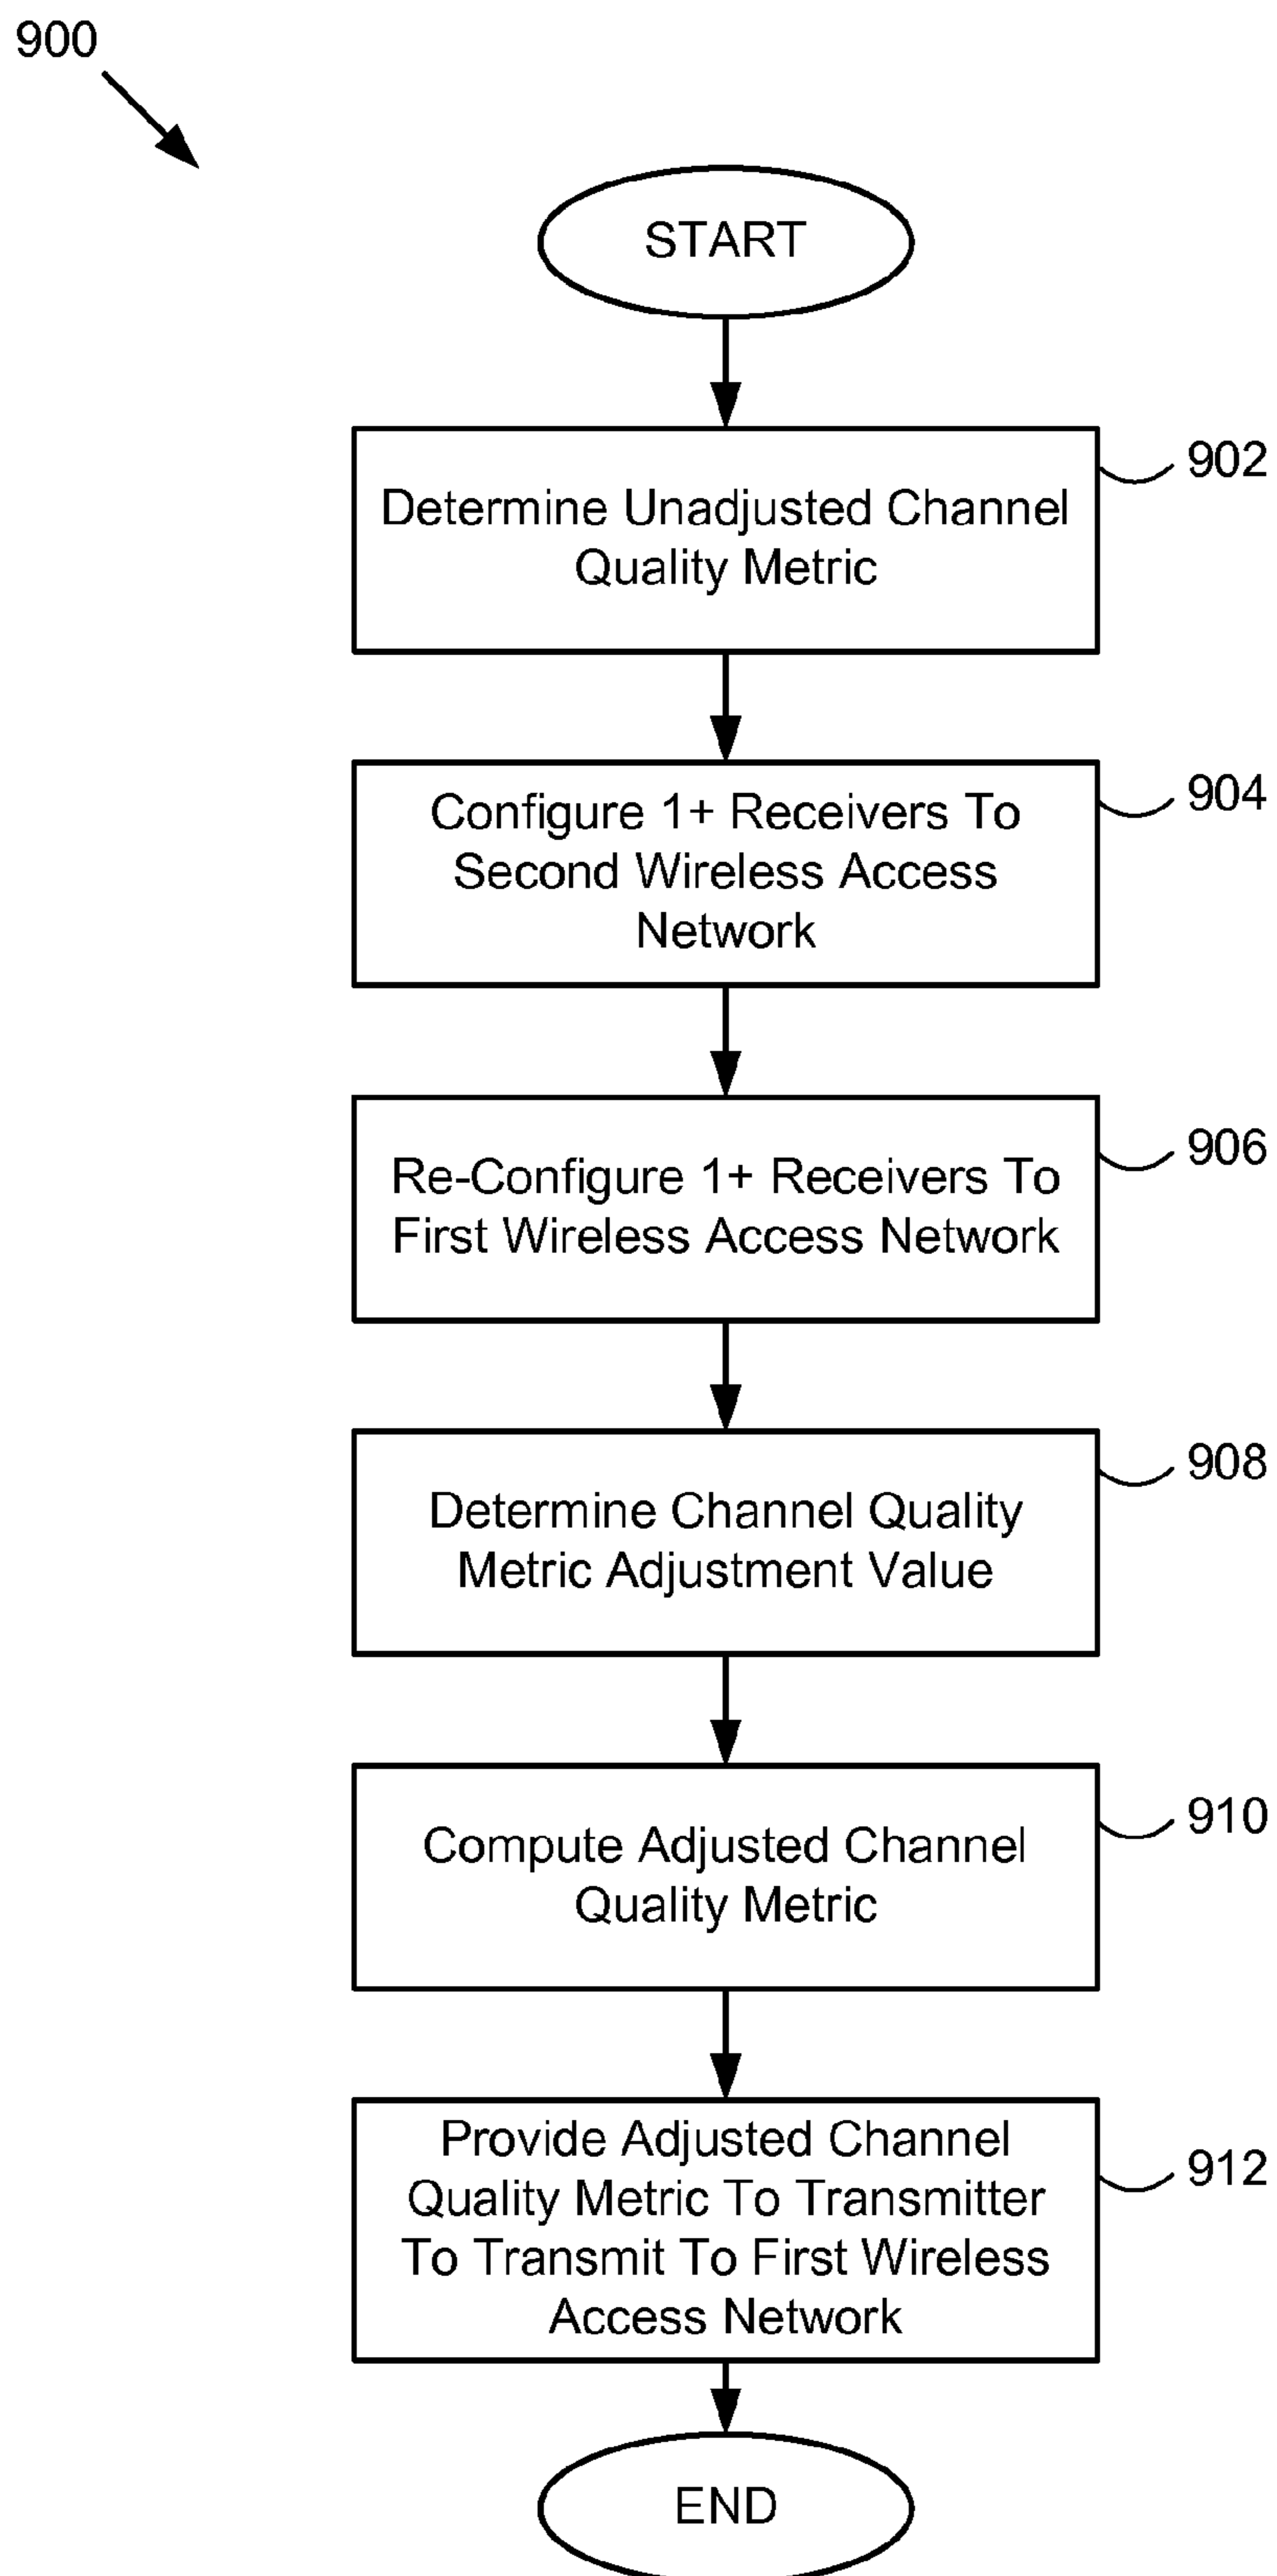 900
START
902
Determine Unadjusted Channel
Quality Metric
904
Configure 1+ Receivers To
Second Wireless Access
Network
906
Re-Configure 1+ Receivers To
First Wireless Access Network
908
Determine Channel Quality
Metric Adjustment Value
910
Compute Adjusted Channel
Quality Metric
912
Provide Adjusted Channel
Quality Metric To Transmitter
To Transmit To First Wireless
Access Network
END